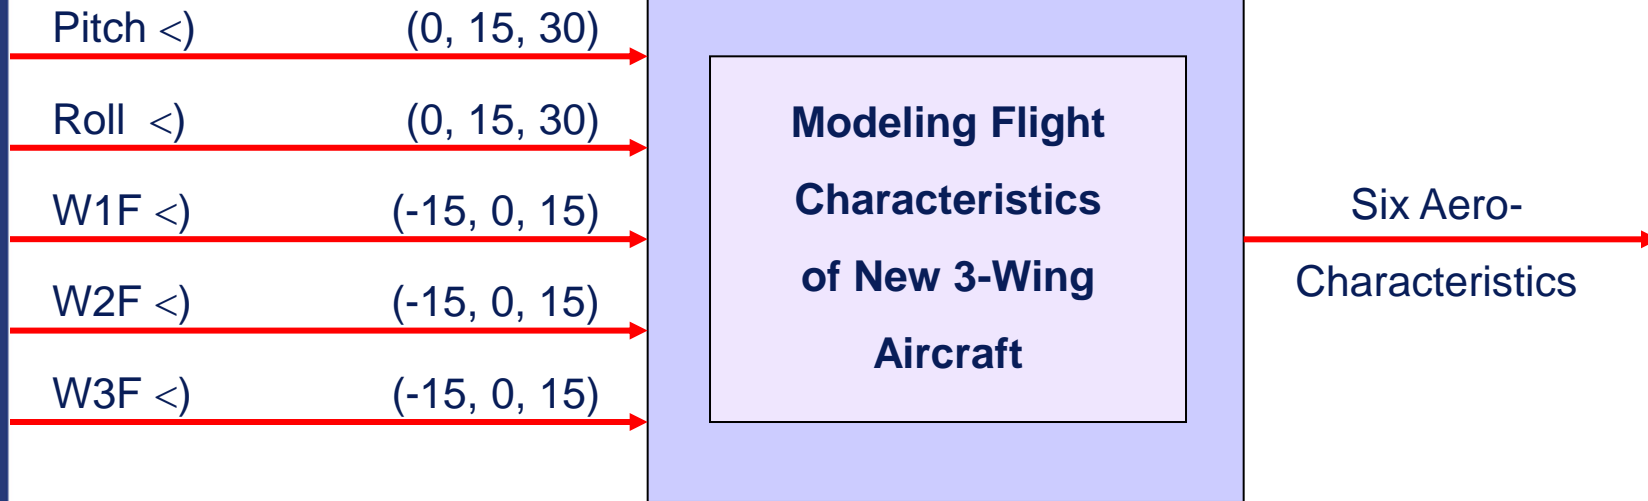 Pitch <) (0, 15, 30)
Roll <) (0, 15, 30)
W1F <) (-15, 0, 15)
W2F <) (-15, 0, 15)
W3F <) (-15, 0, 15)
Modeling Flight
Characteristics
of New 3-Wing
Aircraft
Six Aero-
Characteristics